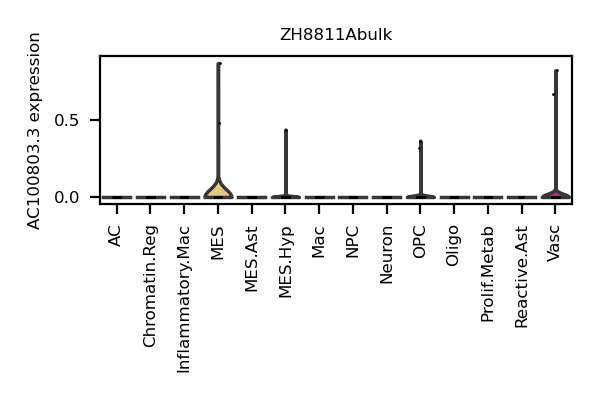 ZH8811Abulk
AC100803.3 expression
0.5
0.0
AC
Chromatin.Reg
Inflammatory.Mac
MES
MES.Ast
MES.Hyp
Mac
NPC
Neuron
OPC
Oligo
Prolif.Metab
Reactive.Ast
Vasc